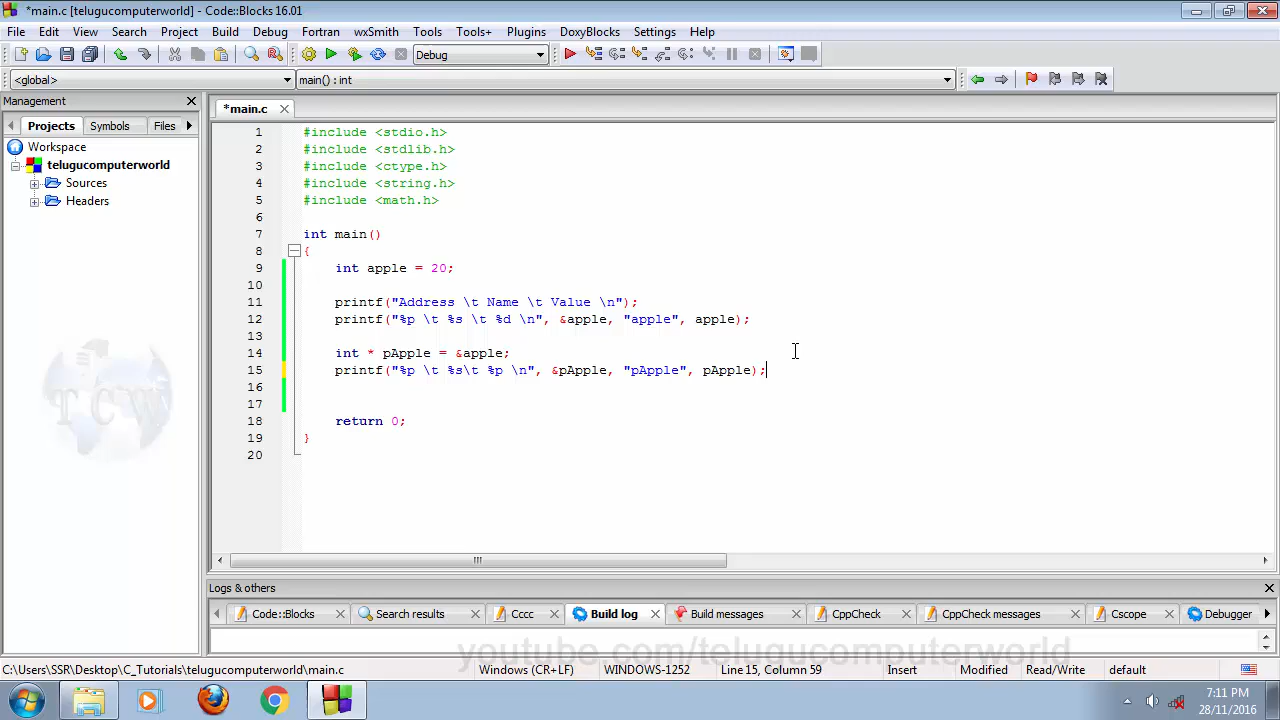 *main.c [telugucomputerworld] - Code::Blocks 16.01
File Edit View Search Project Build Debug Fortran wxSmith Tools Tools+ Plugins DoxyBlocks Settings Help
Debug
<global> main() : int
Management
Projects Symbols Files
*main.c
Workspace
telugucomputerworld
Sources
Headers
1 #include <stdio.h>
2 #include <stdlib.h>
3 #include <ctype.h>
4 #include <string.h>
5 #include <math.h>
6
7 int main()
8 {
9 int apple = 20;
10
11 printf("Address \t Name \t Value \n");
12 printf("%p \t %s \t %d \n", &apple, "apple", apple);
13
14 int * pApple = &apple;
15 printf("%p \t %s\t %p \n", &pApple, "pApple", pApple);
16
17
18 return 0;
19 }
20
TCW
Logs & others
Code::Blocks Search results Cccc Build log Build messages CppCheck CppCheck messages Cscope Debugger
youtube.com/telugucomputerworld
C:\Users\SSR\Desktop\C_Tutorials\telugucomputerworld\main.c Windows (CR+LF) WINDOWS-1252 Line 15, Column 59 Insert Modified Read/Write default
7:11 PM
28/11/2016